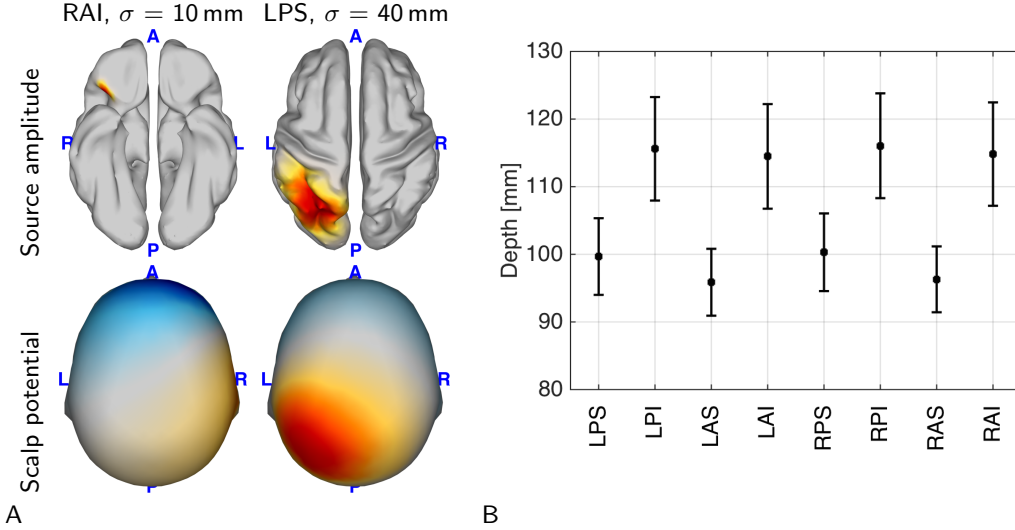 RAI, σ = 10 mm
LPS, σ = 40 mm
Source amplitude
A
R
L
P
A
L
R
P
Scalp potential
A
L
R
P
L
R
P
A
130
120
110
100
90
80
Depth [mm]
LPS
LPI
LAS
LAI
RPS
RPI
RAS
RAI
B